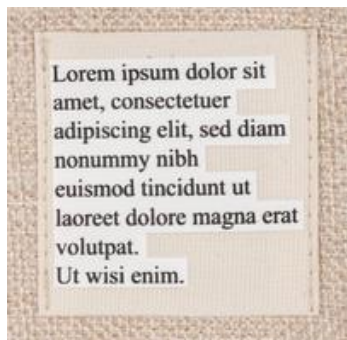 Lorem ipsum dolor sit
amet, consectetuer
adipiscing elit, sed diam
nonummy nibh
euismod tincidunt ut
laoreet dolore magna erat
volutpat.
Ut wisi enim.